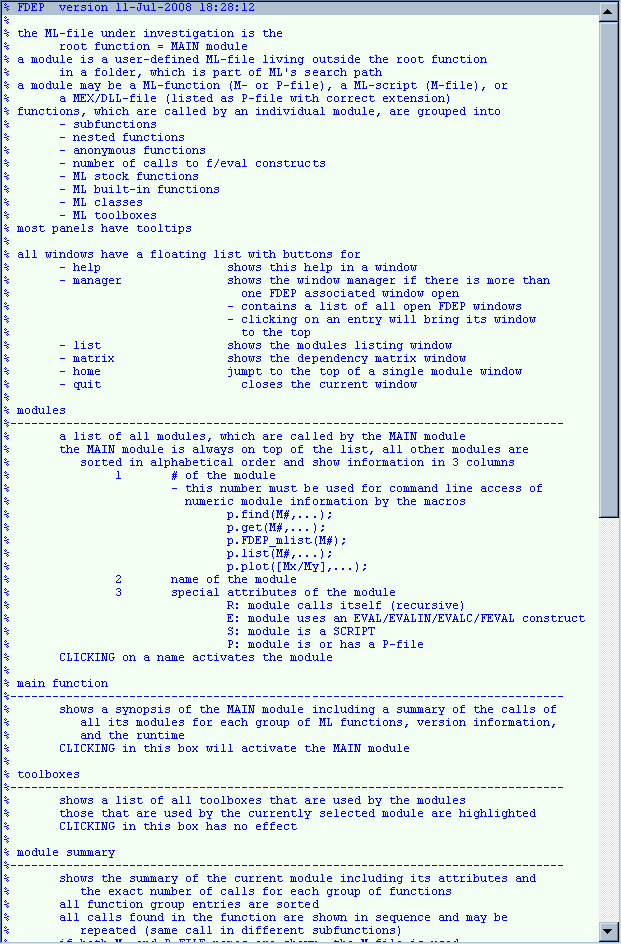 % FDEP  version 11-Jul-2008 18:28:12
%
% the ML-file under investigation is the
%       root function = MAIN module
% a module is a user-defined ML-file living outside the root function
%       in a folder, which is part of ML's search path
% a module may be a ML-function (M- or P-file), a ML-script (M-file), or
%       a MEX/DLL-file (listed as P-file with correct extension)
% functions, which are called by an individual module, are grouped into
%       - subfunctions
%       - nested functions
%       - anonymous functions
%       - number of calls to f/eval constructs
%       - ML stock functions
%       - ML built-in functions
%       - ML classes
%       - ML toolboxes
% most panels have tooltips
%
% all windows have a floating list with buttons for
%       - help                  shows this help in a window
%       - manager               shows the window manager if there is more than
%                                 one FDEP associated window open
%                               - contains a list of all open FDEP windows
%                               - clicking on an entry will bring its window
%                                 to the top
%       - list                  shows the modules listing window
%       - matrix                shows the dependency matrix window
%       - home                  jumpt to the top of a single module window
%       - quit                    closes the current window
%
% modules
%-------------------------------------------------------------------------------
%       a list of all modules, which are called by the MAIN module
%       the MAIN module is always on top of the list, all other modules are
%          sorted in alphabetical order and show information in 3 columns
%               1       # of the module
%                       - this number must be used for command line access of
%                         numeric module information by the macros
%                               p.find(M#,...);
%                               p.get(M#,...);
%                               p.FDEP_mlist(M#);
%                               p.list(M#,...);
%                               p.plot([Mx/My],...);
%               2       name of the module
%               3       special attributes of the module
%                               R: module calls itself (recursive)
%                               E: module uses an EVAL/EVALIN/EVALC/FEVAL construct
%                               S: module is a SCRIPT
%                               P: module is or has a P-file
%       CLICKING on a name activates the module
%
% main function
%-------------------------------------------------------------------------------
%       shows a synopsis of the MAIN module including a summary of the calls of
%          all its modules for each group of ML functions, version information,
%          and the runtime
%       CLICKING in this box will activate the MAIN module
%
% toolboxes
%-------------------------------------------------------------------------------
%       shows a list of all toolboxes that are used by the modules
%       those that are used by the currently selected module are highlighted
%       CLICKING in this box has no effect
%
% module summary
%-------------------------------------------------------------------------------
%       shows the summary of the current module including its attributes and
%          the exact number of calls for each group of functions
%       all function group entries are sorted
%       all calls found in the function are shown in sequence and may be
%          repeated (same call in different subfunctions)
%       if both M- and P-FILE names are shown, the M-file is used